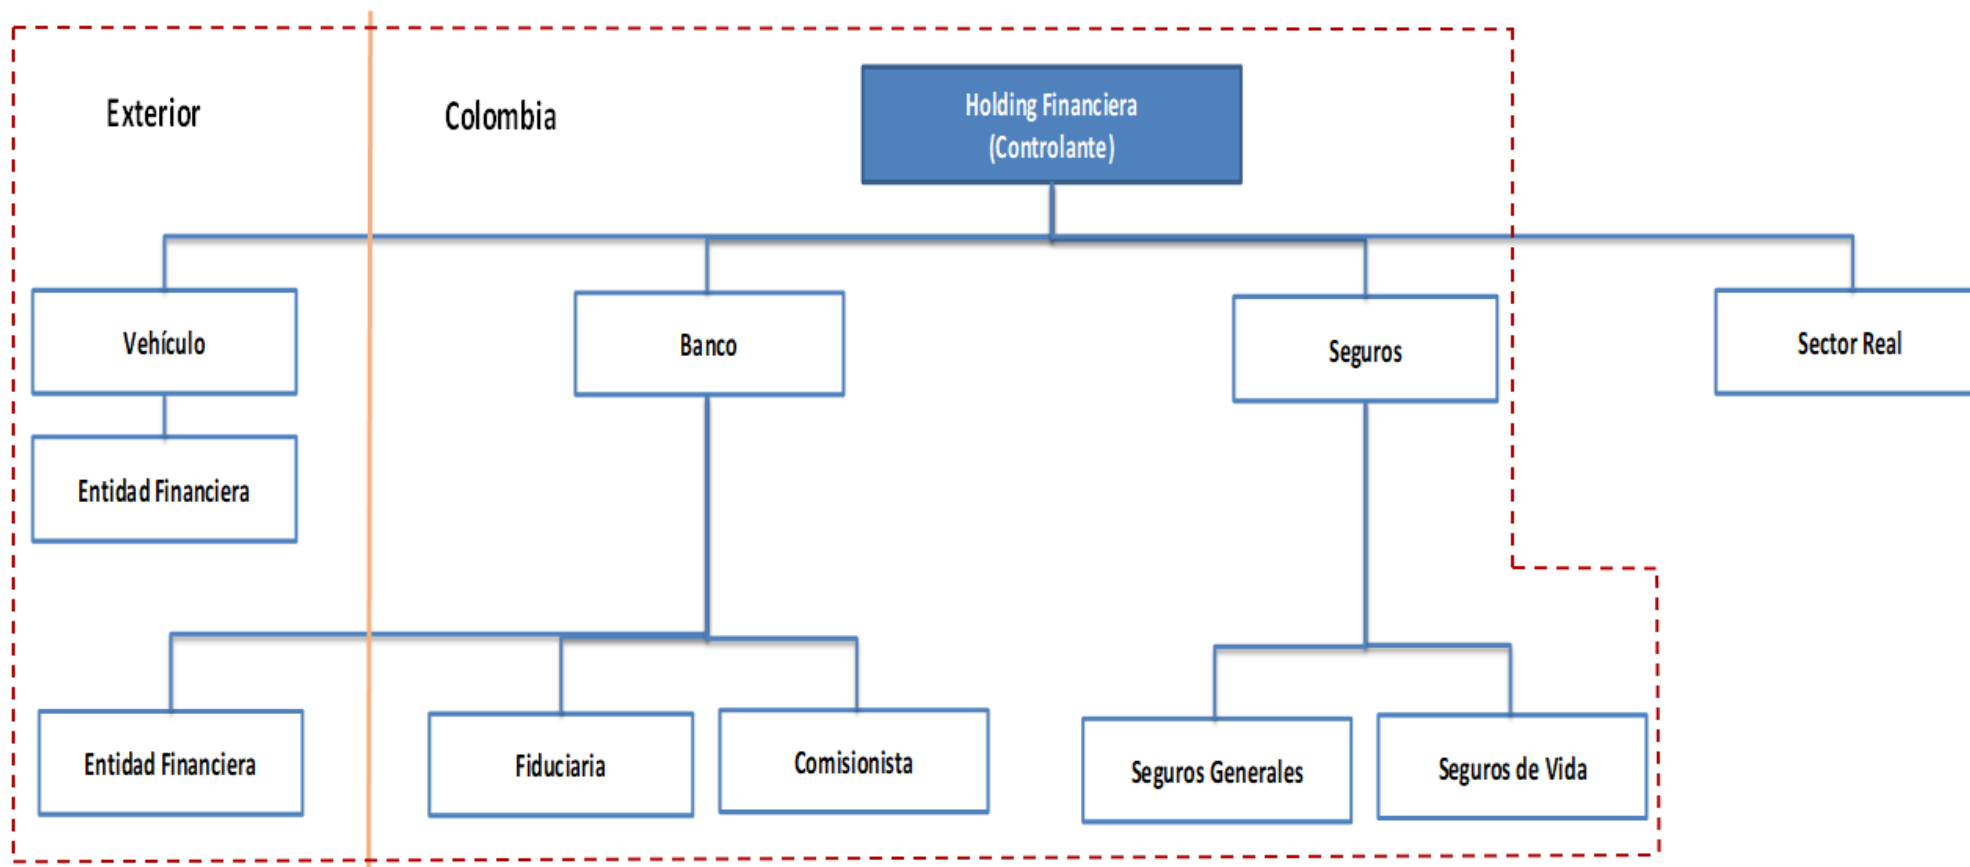 Exterior
Colombia
Holding Financiera
(Controlante)
Vehículo
Banco
Seguros
Sector Real
Entidad Financiera
Entidad Financiera
Fiduciaria
Comisionista
Seguros Generales
Seguros de Vida